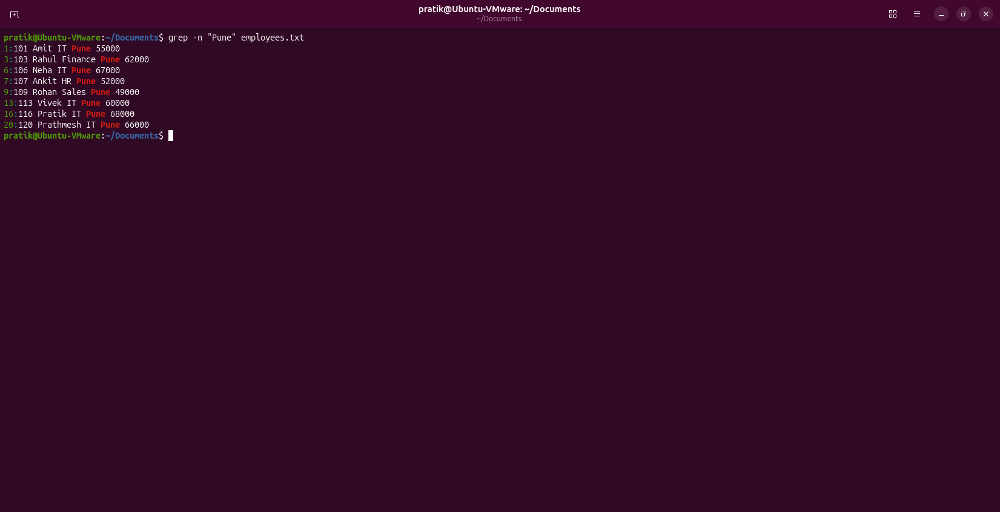 pratik@Ubuntu-VMware: ~/Documents
~/Documents
pratik@Ubuntu-VMware:~/Documents$ grep -n "Pune" employees.txt
1:101 Amit IT Pune 55000
3:103 Rahul Finance Pune 62000
6:106 Neha IT Pune 67000
7:107 Ankit HR Pune 52000
9:109 Rohan Sales Pune 49000
13:113 Vivek IT Pune 60000
16:116 Pratik IT Pune 68000
20:120 Prathmesh IT Pune 66000
pratik@Ubuntu-VMware:~/Documents$